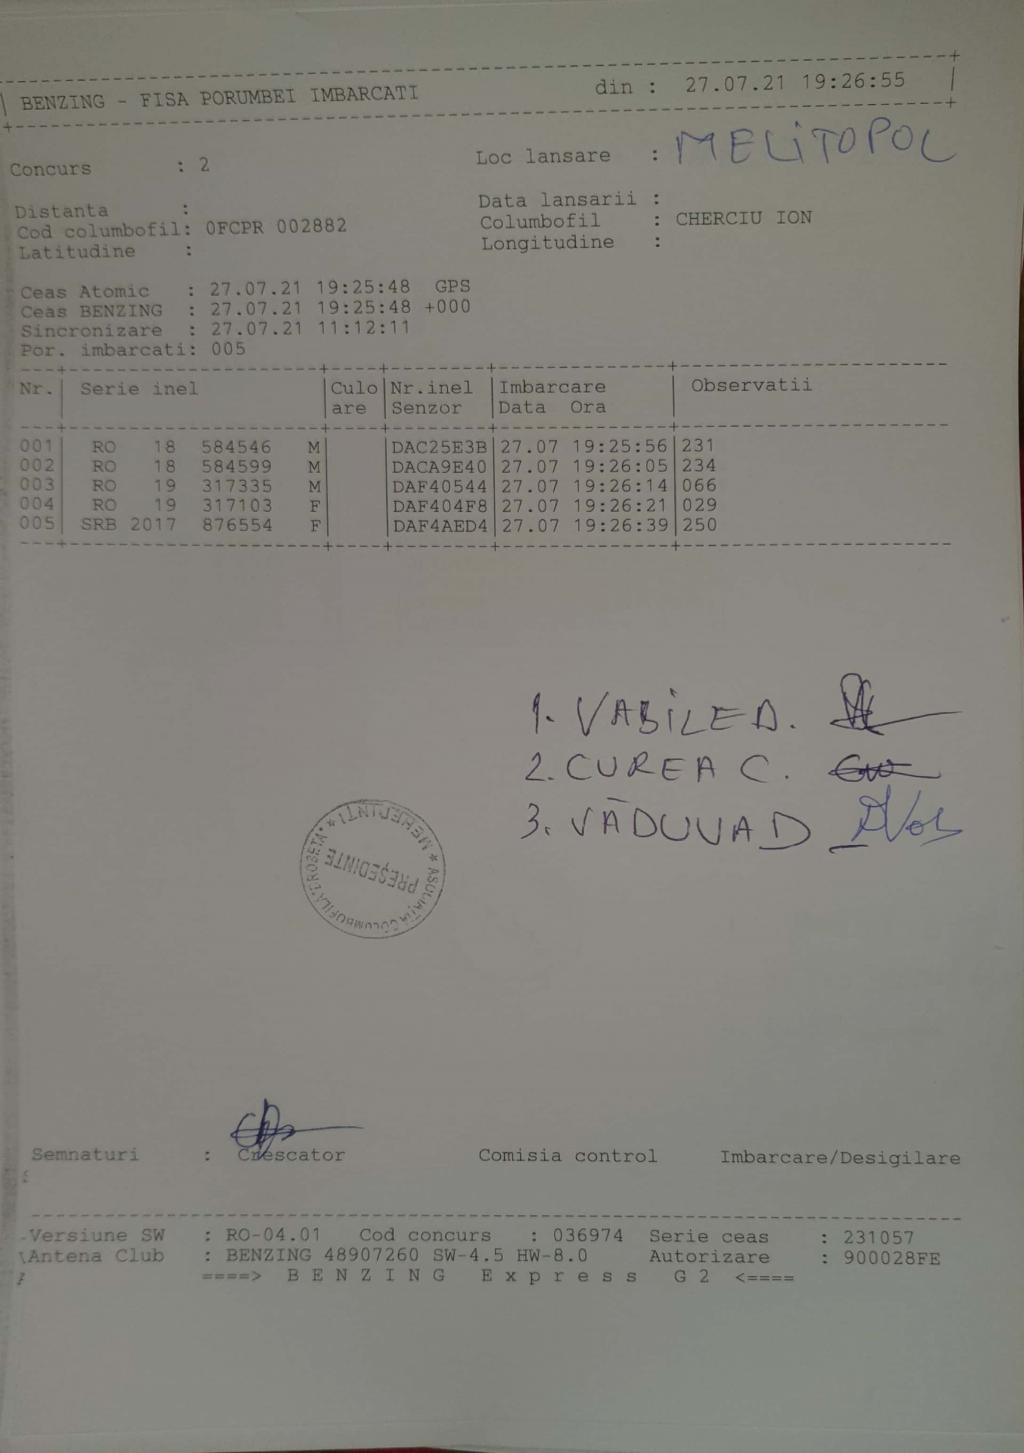 BENZING - FISA PORUMBEI IMBARCATI din : 27.07.21 19:26:55
Concurs : 2 Loc lansare : MELITOPOL
Distanta : Data lansarii :
Cod columbofil: 0FCPR 002882 Columbofil : CHERCIU ION
Latitudine : Longitudine :
Ceas Atomic : 27.07.21 19:25:48 GPS
Ceas BENZING : 27.07.21 19:25:48 +000
Sincronizare : 27.07.21 11:12:11
Por. imbarcati: 005
Nr. Serie inel Culo Nr.inel Imbarcare Observatii
are Senzor Data Ora
001 RO 18 584546 M DAC25E3B 27.07 19:25:56 231
002 RO 18 584599 M DACA9E40 27.07 19:26:05 234
003 RO 19 317335 M DAF40544 27.07 19:26:14 066
004 RO 19 317103 F DAF404F8 27.07 19:26:21 029
005 SRB 2017 876554 F DAF4AED4 27.07 19:26:39 250
1. VABILE D.
2. CUREA C.
3. VĂDUVA D
ASOCIAȚIA COLUMBOFILĂ "DROBETA" * MEHEDINȚI *
PREȘEDINTE
Semnaturi : Crescator Comisia control Imbarcare/Desigilare
Versiune SW : RO-04.01 Cod concurs : 036974 Serie ceas : 231057
Antena Club : BENZING 48907260 SW-4.5 HW-8.0 Autorizare : 900028FE
====> B E N Z I N G E x p r e s s G 2 <====